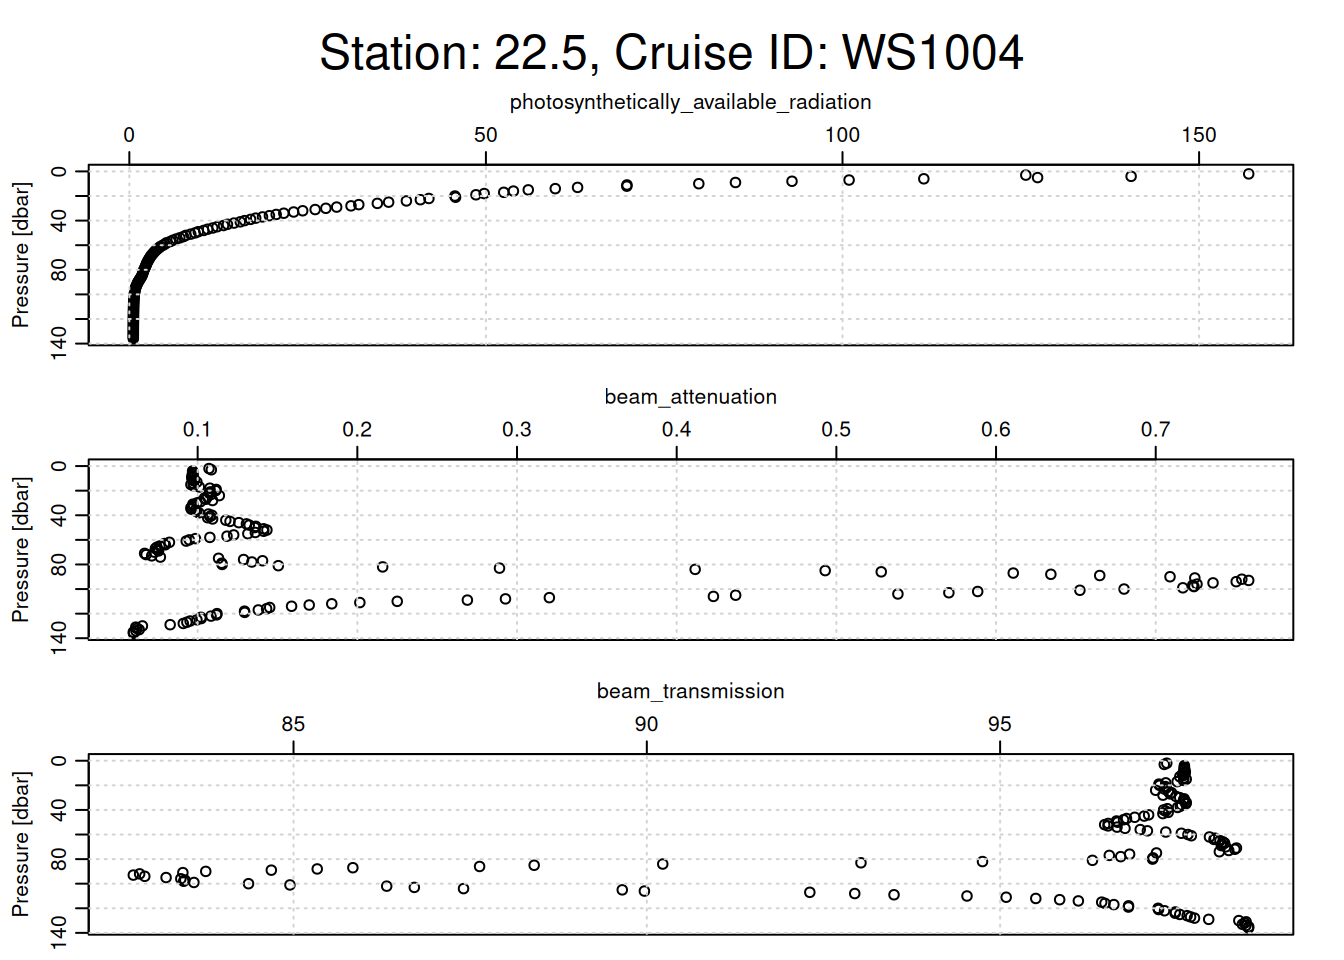 Station: 22.5, Cruise ID: WS1004
photosynthetically_available_radiation
0 50 100 150
Pressure [dbar]
0
40
80
140
beam_attenuation
0.1 0.2 0.3 0.4 0.5 0.6 0.7
Pressure [dbar]
0
40
80
140
beam_transmission
85 90 95
Pressure [dbar]
0
40
80
140